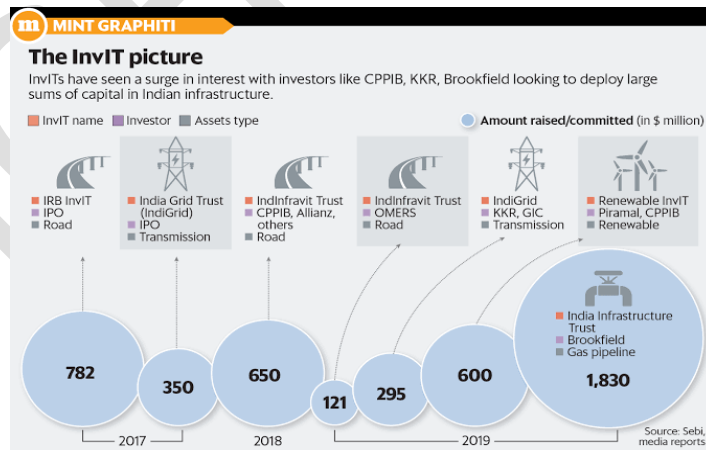 m MINT GRAPHITI
The InvIT picture
InvITs have seen a surge in interest with investors like CPPIB, KKR, Brookfield looking to deploy large
sums of capital in Indian infrastructure.
InvIT name Investor Assets type
Amount raised/committed (in $ million)
IRB InvIT
IPO
Road
India Grid Trust
(IndiGrid)
IPO
Transmission
IndInfravit Trust
CPPIB, Allianz,
others
Road
IndInfravit Trust
OMERS
Road
IndiGrid
KKR, GIC
Transmission
Renewable InvIT
Piramal, CPPIB
Renewable
India Infrastructure
Trust
Brookfield
Gas pipeline
782
350
650
121
295
600
1,830
2017
2018
2019
Source: Sebi,
media reports